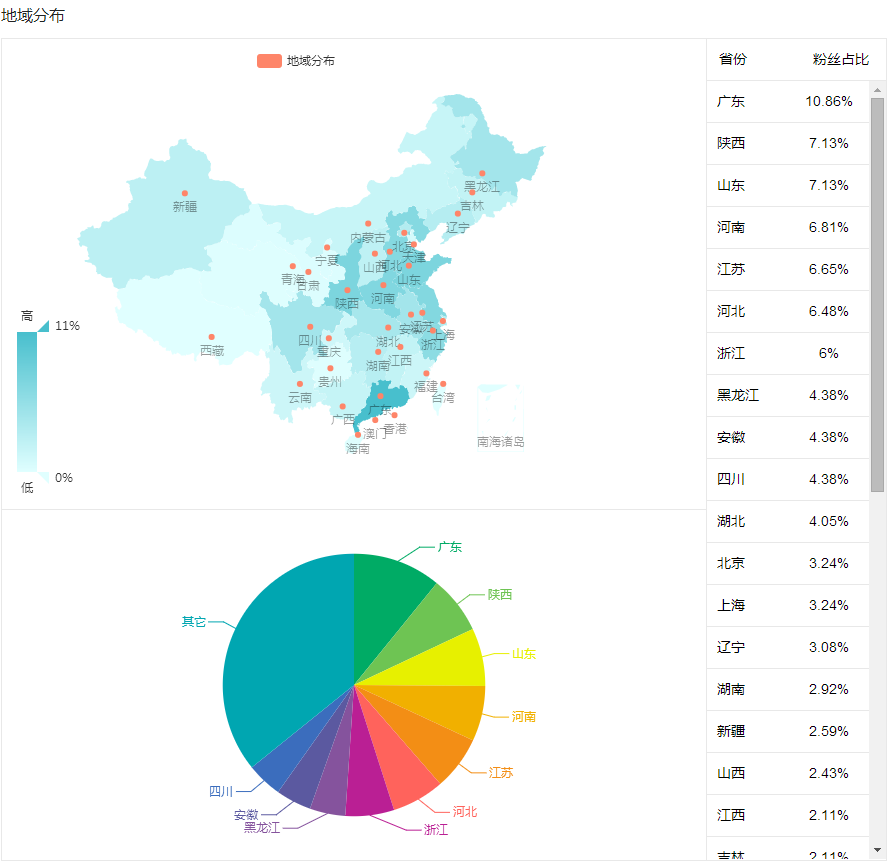 地域分布
地域分布
省份 粉丝占比
广东 10.86%
陕西 7.13%
山东 7.13%
河南 6.81%
江苏 6.65%
河北 6.48%
浙江 6%
黑龙江 4.38%
安徽 4.38%
四川 4.38%
湖北 4.05%
北京 3.24%
上海 3.24%
辽宁 3.08%
湖南 2.92%
新疆 2.59%
山西 2.43%
江西 2.11%
吉林 2.11%
黑龙江
吉林
新疆
辽宁
内蒙古
北京
天津
宁夏
山西
河北
青海
甘肃
山东
陕西
河南
高
11%
安徽
江苏
上海
四川
湖北
浙江
西藏
重庆
湖南
江西
贵州
福建
云南
台湾
广东
广西
香港
澳门
南海诸岛
海南
0%
低
广东
陕西
其它
山东
河南
江苏
四川
河北
安徽
黑龙江
浙江